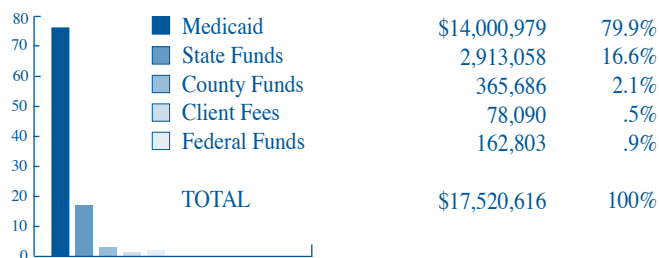 80
70
60
50
40
30
20
10
0
Medicaid $14,000,979 79.9%
State Funds 2,913,058 16.6%
County Funds 365,686 2.1%
Client Fees 78,090 .5%
Federal Funds 162,803 .9%
TOTAL $17,520,616 100%